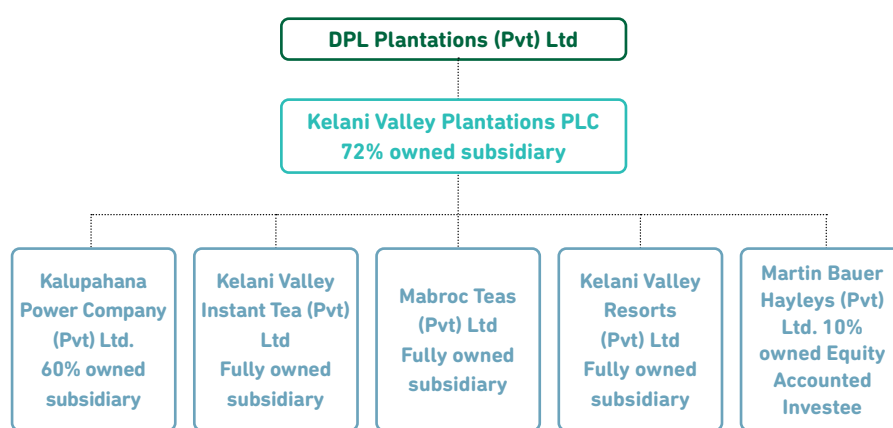 DPL Plantations (Pvt) Ltd
Kelani Valley Plantations PLC
72% owned subsidiary
Kalupahana
Power Company
(Pvt) Ltd.
60% owned
subsidiary
Kelani Valley
Instant Tea (Pvt)
Ltd
Fully owned
subsidiary
Mabroc Teas
(Pvt) Ltd
Fully owned
subsidiary
Kelani Valley
Resorts
(Pvt) Ltd
Fully owned
subsidiary
Martin Bauer
Hayleys (Pvt)
Ltd. 10%
owned Equity
Accounted
Investee